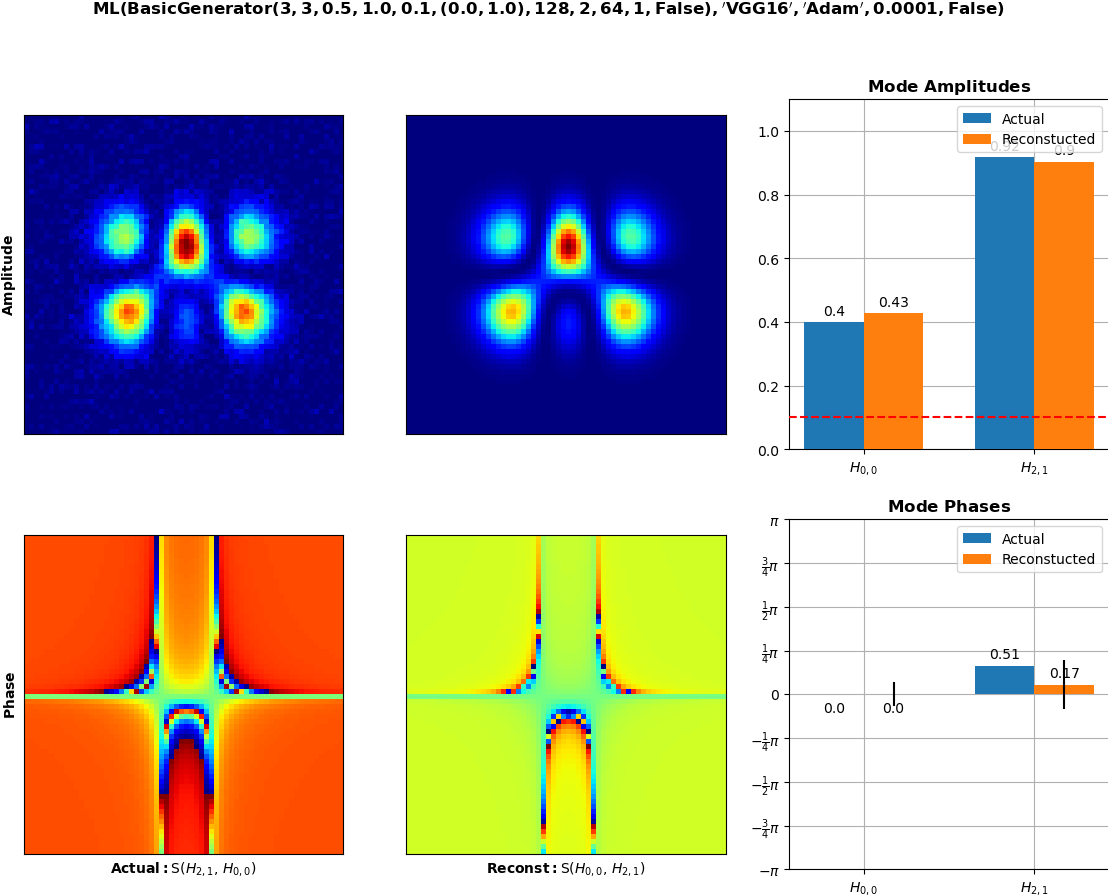 ML(BasicGenerator(3, 3, 0.5, 1.0, 0.1, (0.0, 1.0), 128, 2, 64, 1, False), ′VGG16′, ′Adam′, 0.0001, False)
Amplitude
Mode Amplitudes
Actual
Reconstucted
1.0
0.8
0.6
0.4
0.2
0.0
0.4
0.43
0.92
0.9
H0,0
H2,1
Phase
Actual: S(H2,1, H0,0)
Reconst: S(H0,0, H2,1)
Mode Phases
Actual
Reconstucted
π
3/4π
1/2π
1/4π
0
−1/4π
−1/2π
−3/4π
−π
0.0
0.0
0.51
0.17
H0,0
H2,1